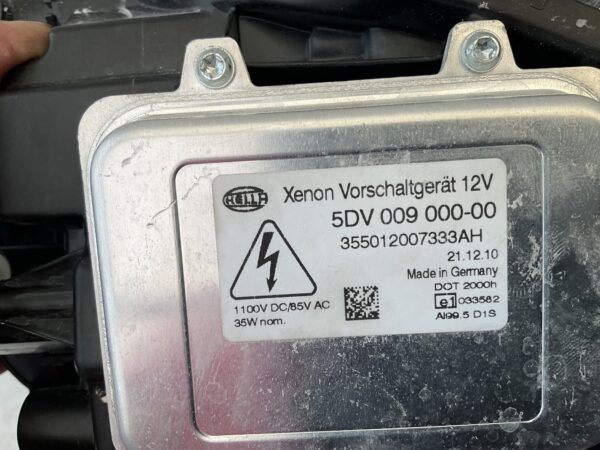 HELLA
Xenon Vorschaltgerät 12V
5DV 009 000-00
355012007333AH
21.12.10
Made in Germany
DOT 2000h
e1 033582
Al99.5 D1S
1100V DC/85V AC
35W nom.